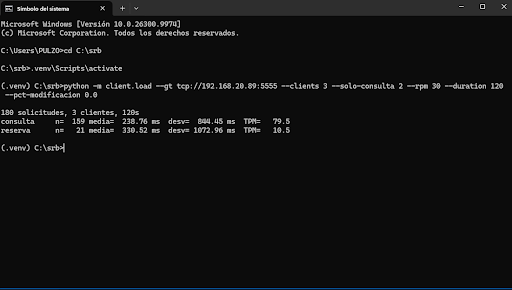 Símbolo del sistema
Microsoft Windows [Versión 10.0.26300.9974]
(c) Microsoft Corporation. Todos los derechos reservados.
C:\Users\PULZO>cd C:\srb
C:\srb>.venv\Scripts\activate
(.venv) C:\srb>python -m client.load --gt tcp://192.168.20.89:5555 --clients 3 --solo-consulta 2 --rpm 30 --duration 120
--pct-modificacion 0.0
180 solicitudes, 3 clientes, 120s
consulta n= 159 media= 238.76 ms desv= 844.45 ms TPM= 79.5
reserva n= 21 media= 330.52 ms desv= 1072.96 ms TPM= 10.5
(.venv) C:\srb>